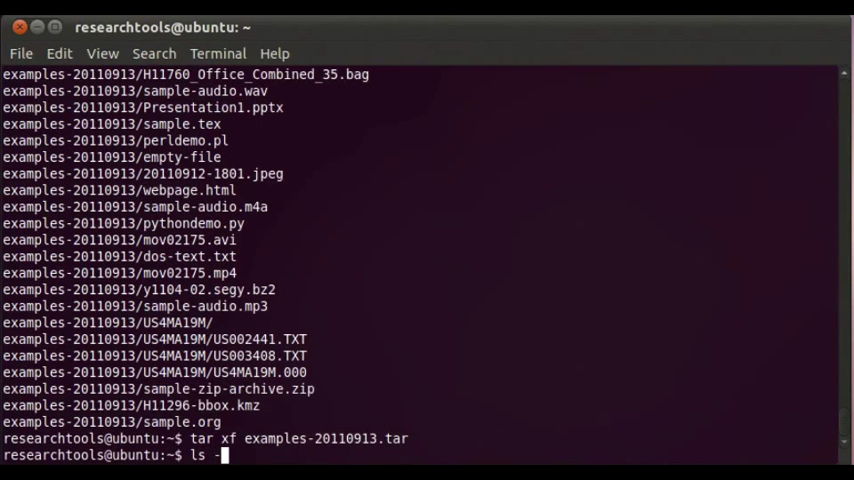 researchtools@ubuntu: ~
File Edit View Search Terminal Help
examples-20110913/H11760_Office_Combined_35.bag
examples-20110913/sample-audio.wav
examples-20110913/Presentation1.pptx
examples-20110913/sample.tex
examples-20110913/perldemo.pl
examples-20110913/empty-file
examples-20110913/20110912-1801.jpeg
examples-20110913/webpage.html
examples-20110913/sample-audio.m4a
examples-20110913/pythondemo.py
examples-20110913/mov02175.avi
examples-20110913/dos-text.txt
examples-20110913/mov02175.mp4
examples-20110913/y1104-02.segy.bz2
examples-20110913/sample-audio.mp3
examples-20110913/US4MA19M/
examples-20110913/US4MA19M/US002441.TXT
examples-20110913/US4MA19M/US003408.TXT
examples-20110913/US4MA19M/US4MA19M.000
examples-20110913/sample-zip-archive.zip
examples-20110913/H11296-bbox.kmz
examples-20110913/sample.org
researchtools@ubuntu:~$ tar xf examples-20110913.tar
researchtools@ubuntu:~$ ls -